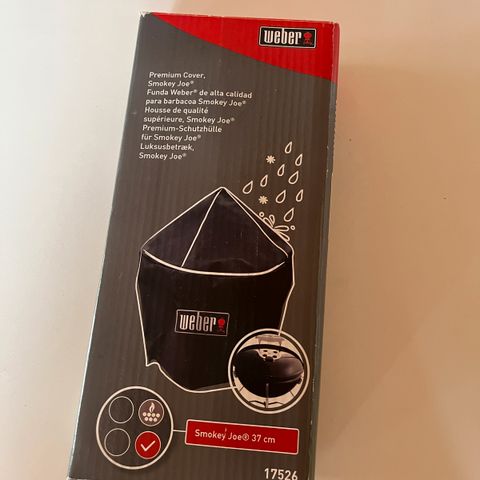 weber
Premium Cover,
Smokey Joe®
Funda Weber® de alta calidad
para barbacoa Smokey Joe®
Housse de qualité
supérieure, Smokey Joe®
Premium-Schutzhülle
für Smokey Joe®
Luksusbetræk,
Smokey Joe®
weber
Smokey Joe® 37 cm
17526